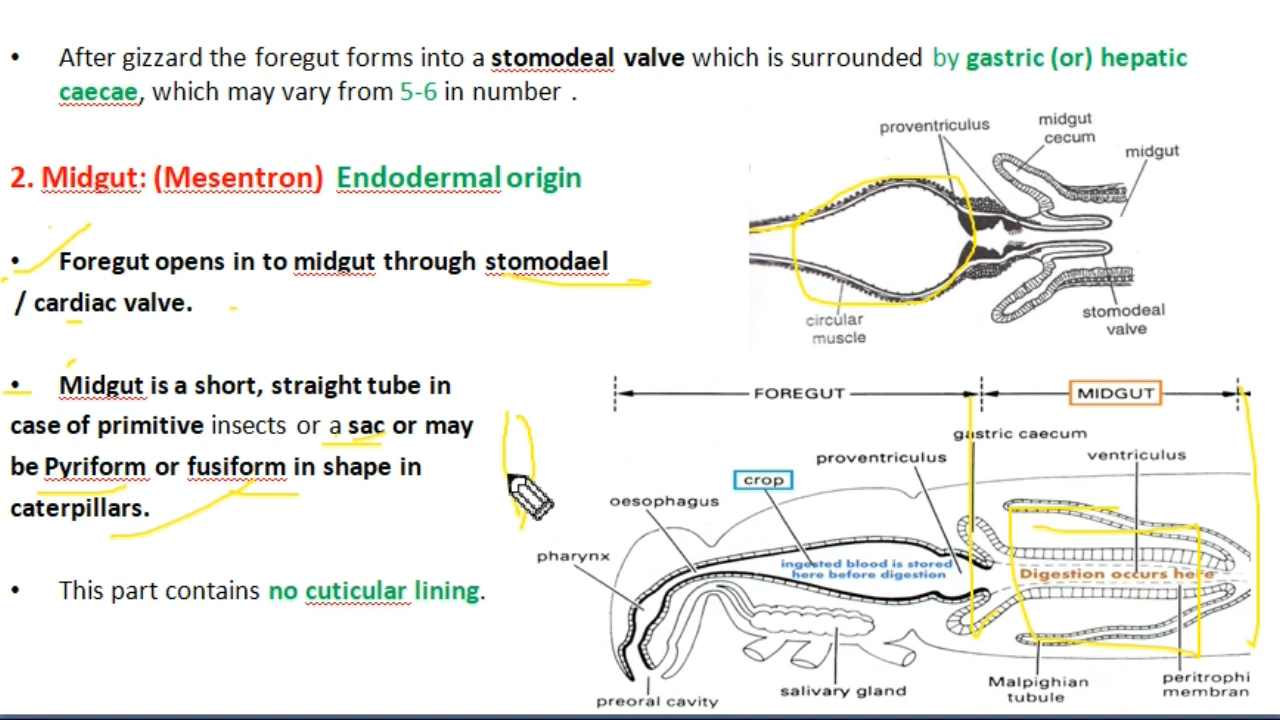 • After gizzard the foregut forms into a stomodeal valve which is surrounded by gastric (or) hepatic
caecae, which may vary from 5-6 in number .
2. Midgut: (Mesentron) Endodermal origin
• Foregut opens in to midgut through stomodael
/ cardiac valve.
• Midgut is a short, straight tube in
case of primitive insects or a sac or may
be Pyriform or fusiform in shape in
caterpillars.
• This part contains no cuticular lining.
proventriculus
midgut
cecum
midgut
circular
muscle
stomodeal
valve
FOREGUT
MIDGUT
gastric caecum
proventriculus
ventriculus
crop
oesophagus
pharynx
ingested blood is stored
here before digestion
Digestion occurs here
preoral cavity
salivary gland
Malpighian
tubule
peritrophi
membran